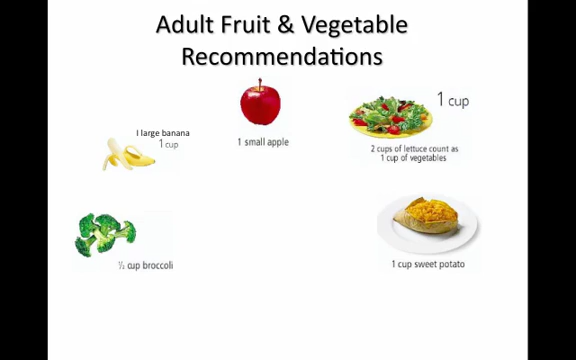 Adult Fruit & Vegetable
Recommendations
1 cup
I large banana
1 cup
1 small apple
2 cups of lettuce count as
1 cup of vegetables
½ cup broccoli
1 cup sweet potato